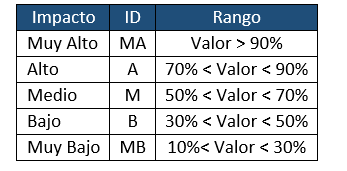 Impacto ID Rango
Muy Alto MA Valor > 90%
Alto A 70% < Valor < 90%
Medio M 50% < Valor < 70%
Bajo B 30% < Valor < 50%
Muy Bajo MB 10%< Valor < 30%